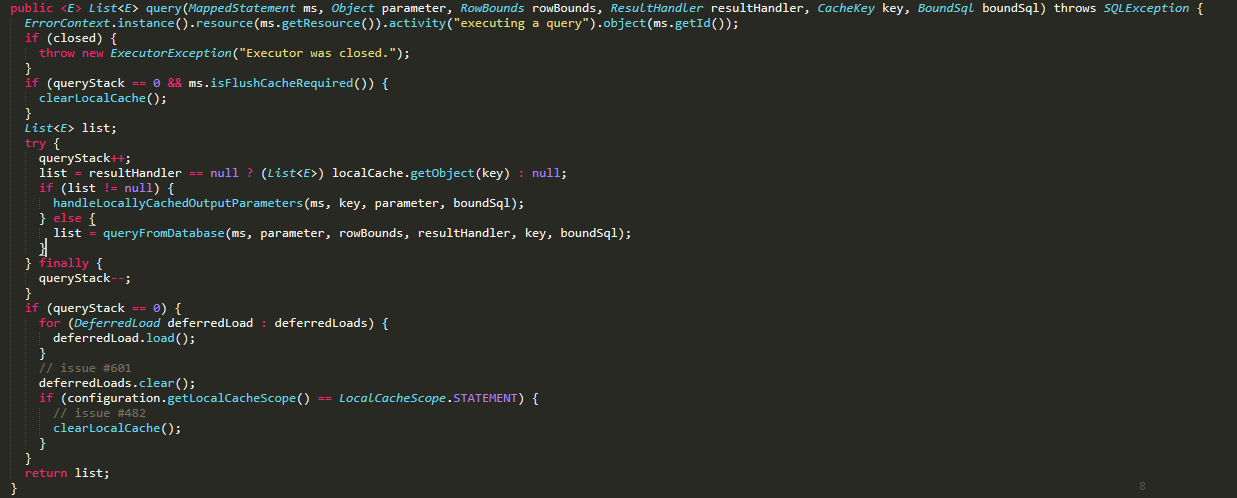 public <E> List<E> query(MappedStatement ms, Object parameter, RowBounds rowBounds, ResultHandler resultHandler, CacheKey key, BoundSql boundSql) throws SQLException {
ErrorContext.instance().resource(ms.getResource()).activity("executing a query").object(ms.getId());
if (closed) {
throw new ExecutorException("Executor was closed.");
}
if (queryStack == 0 && ms.isFlushCacheRequired()) {
clearLocalCache();
}
List<E> list;
try {
queryStack++;
list = resultHandler == null ? (List<E>) localCache.getObject(key) : null;
if (list != null) {
handleLocallyCachedOutputParameters(ms, key, parameter, boundSql);
} else {
list = queryFromDatabase(ms, parameter, rowBounds, resultHandler, key, boundSql);
}
} finally {
queryStack--;
}
if (queryStack == 0) {
for (DeferredLoad deferredLoad : deferredLoads) {
deferredLoad.load();
}
// issue #601
deferredLoads.clear();
if (configuration.getLocalCacheScope() == LocalCacheScope.STATEMENT) {
// issue #482
clearLocalCache();
}
}
return list;
}
8